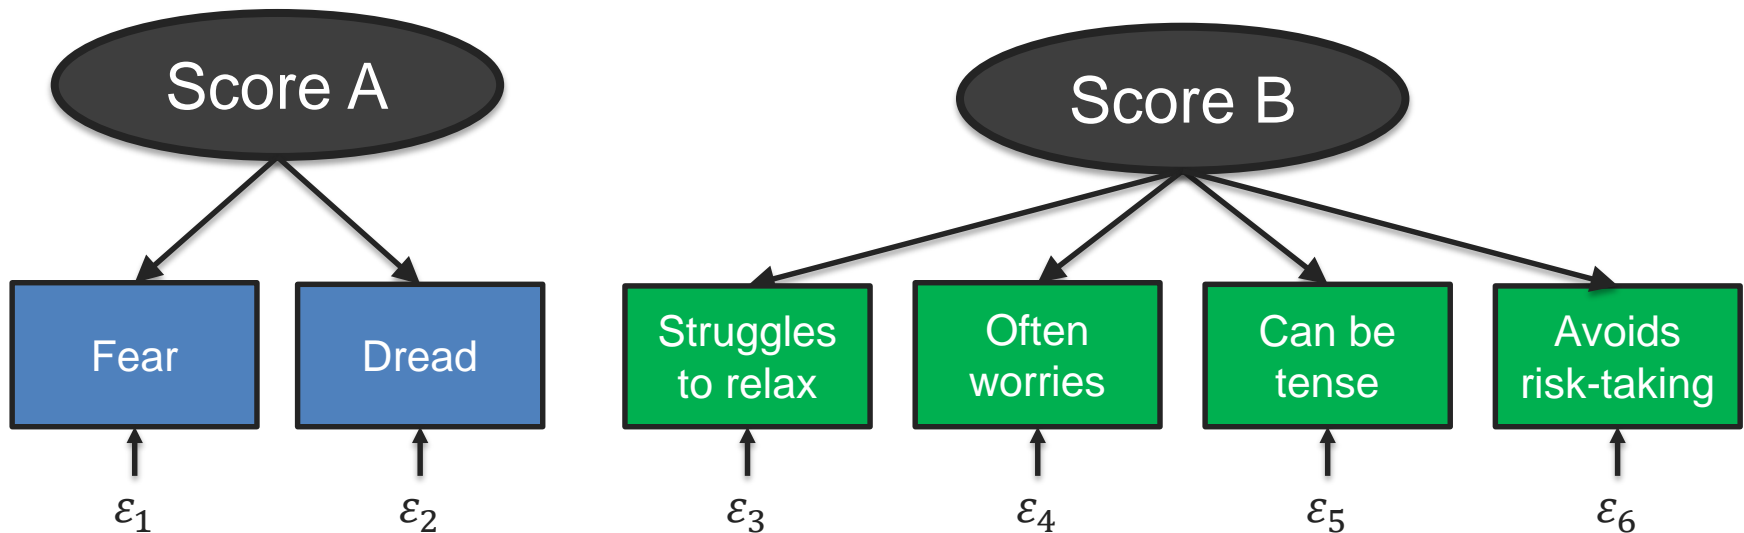 Score A
Score B
Fear
Dread
Struggles
to relax
Often
worries
Can be
tense
Avoids
risk-taking
ε₁
ε₂
ε₃
ε₄
ε₅
ε₆